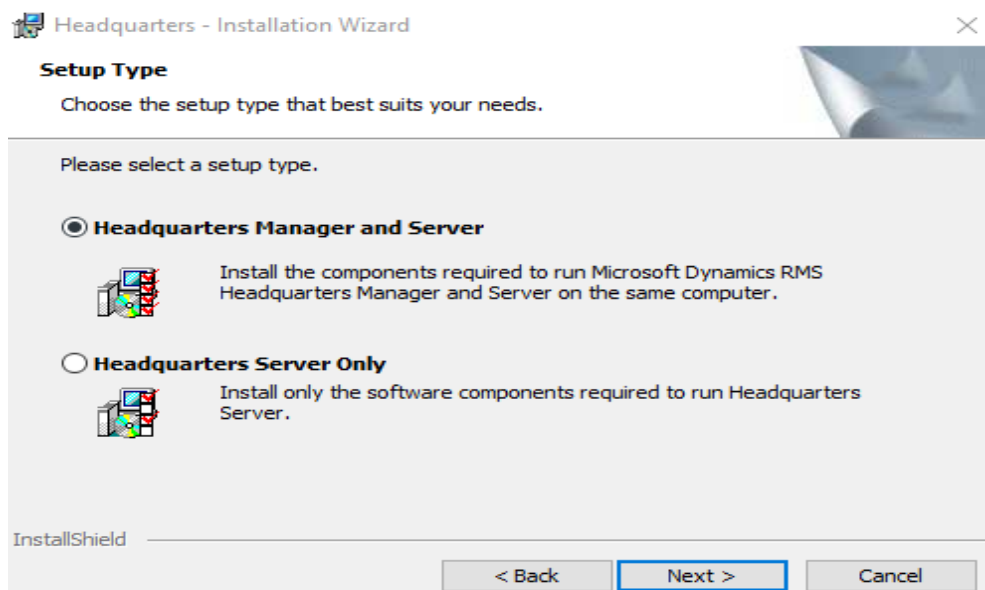 Headquarters - Installation Wizard
Setup Type
Choose the setup type that best suits your needs.
Please select a setup type.
Headquarters Manager and Server
Install the components required to run Microsoft Dynamics RMS
Headquarters Manager and Server on the same computer.
Headquarters Server Only
Install only the software components required to run Headquarters
Server.
InstallShield
< Back
Next >
Cancel